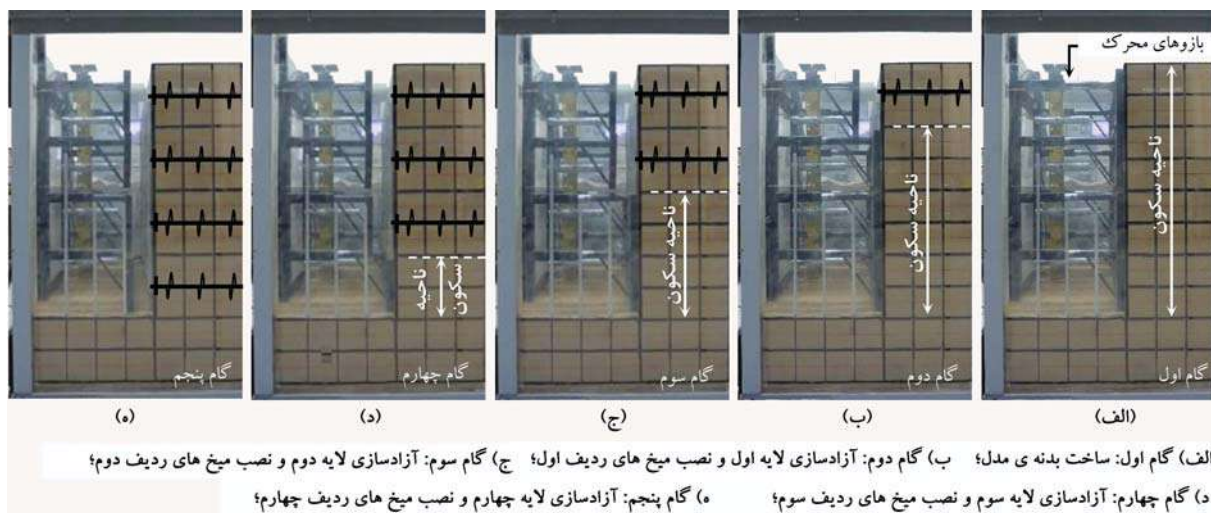 بازوهای محرک
ناحیه سکون
گام اول
ناحیه سکون
گام دوم
ناحیه سکون
گام سوم
ناحیه
سکون
گام چهارم
گام پنجم
(الف)
(ب)
(ج)
(د)
(ه)
الف) گام اول: ساخت بدنه ی مدل؛ ب) گام دوم: آزادسازی لایه اول و نصب میخ های ردیف اول؛ ج) گام سوم: آزادسازی لایه دوم و نصب میخ های ردیف دوم؛
د) گام چهارم: آزادسازی لایه سوم و نصب میخ های ردیف سوم؛ ه) گام پنجم: آزادسازی لایه چهارم و نصب میخ های ردیف چهارم؛